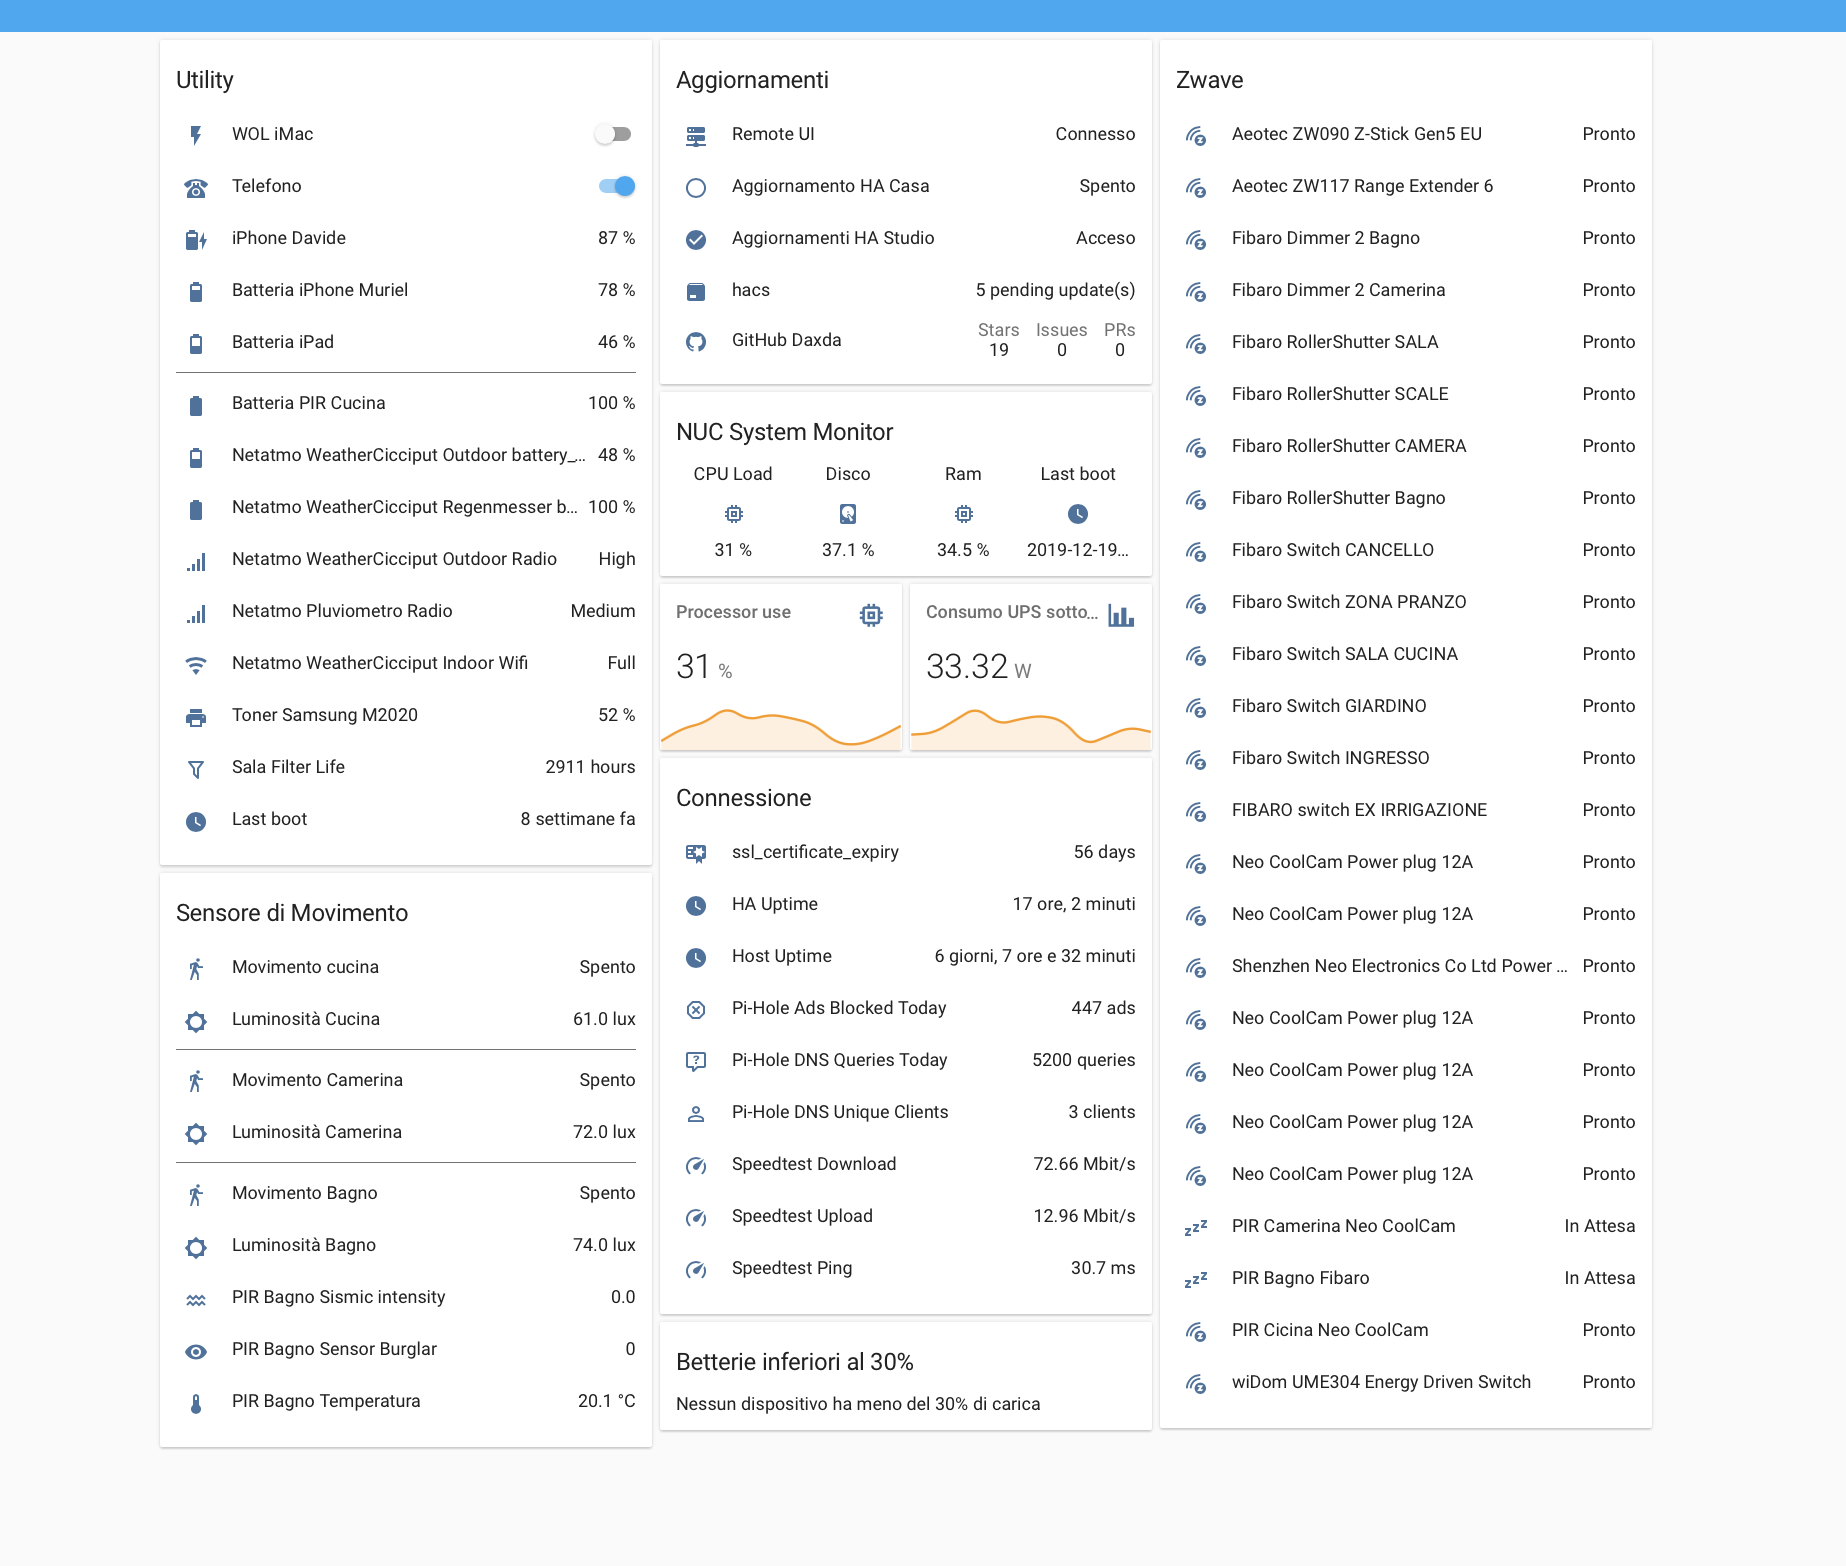 Utility
WOL iMac
Telefono
iPhone Davide 87 %
Batteria iPhone Muriel 78 %
Batteria iPad 46 %
Batteria PIR Cucina 100 %
Netatmo WeatherCicciput Outdoor battery_... 48 %
Netatmo WeatherCicciput Regenmesser b... 100 %
Netatmo WeatherCicciput Outdoor Radio High
Netatmo Pluviometro Radio Medium
Netatmo WeatherCicciput Indoor Wifi Full
Toner Samsung M2020 52 %
Sala Filter Life 2911 hours
Last boot 8 settimane fa
Sensore di Movimento
Movimento cucina Spento
Luminosità Cucina 61.0 lux
Movimento Camerina Spento
Luminosità Camerina 72.0 lux
Movimento Bagno Spento
Luminosità Bagno 74.0 lux
PIR Bagno Sismic intensity 0.0
PIR Bagno Sensor Burglar 0
PIR Bagno Temperatura 20.1 °C
Aggiornamenti
Remote UI Connesso
Aggiornamento HA Casa Spento
Aggiornamenti HA Studio Acceso
hacs 5 pending update(s)
Stars Issues PRs
GitHub Daxda
19 0 0
NUC System Monitor
CPU Load Disco Ram Last boot
31 % 37.1 % 34.5 % 2019-12-19...
Processor use
31 %
Consumo UPS sotto...
33.32 W
Connessione
ssl_certificate_expiry 56 days
HA Uptime 17 ore, 2 minuti
Host Uptime 6 giorni, 7 ore e 32 minuti
Pi-Hole Ads Blocked Today 447 ads
Pi-Hole DNS Queries Today 5200 queries
Pi-Hole DNS Unique Clients 3 clients
Speedtest Download 72.66 Mbit/s
Speedtest Upload 12.96 Mbit/s
Speedtest Ping 30.7 ms
Betterie inferiori al 30%
Nessun dispositivo ha meno del 30% di carica
Zwave
Aeotec ZW090 Z-Stick Gen5 EU Pronto
Aeotec ZW117 Range Extender 6 Pronto
Fibaro Dimmer 2 Bagno Pronto
Fibaro Dimmer 2 Camerina Pronto
Fibaro RollerShutter SALA Pronto
Fibaro RollerShutter SCALE Pronto
Fibaro RollerShutter CAMERA Pronto
Fibaro RollerShutter Bagno Pronto
Fibaro Switch CANCELLO Pronto
Fibaro Switch ZONA PRANZO Pronto
Fibaro Switch SALA CUCINA Pronto
Fibaro Switch GIARDINO Pronto
Fibaro Switch INGRESSO Pronto
FIBARO switch EX IRRIGAZIONE Pronto
Neo CoolCam Power plug 12A Pronto
Neo CoolCam Power plug 12A Pronto
Shenzhen Neo Electronics Co Ltd Power ... Pronto
Neo CoolCam Power plug 12A Pronto
Neo CoolCam Power plug 12A Pronto
Neo CoolCam Power plug 12A Pronto
Neo CoolCam Power plug 12A Pronto
PIR Camerina Neo CoolCam In Attesa
PIR Bagno Fibaro In Attesa
PIR Cicina Neo CoolCam Pronto
wiDom UME304 Energy Driven Switch Pronto